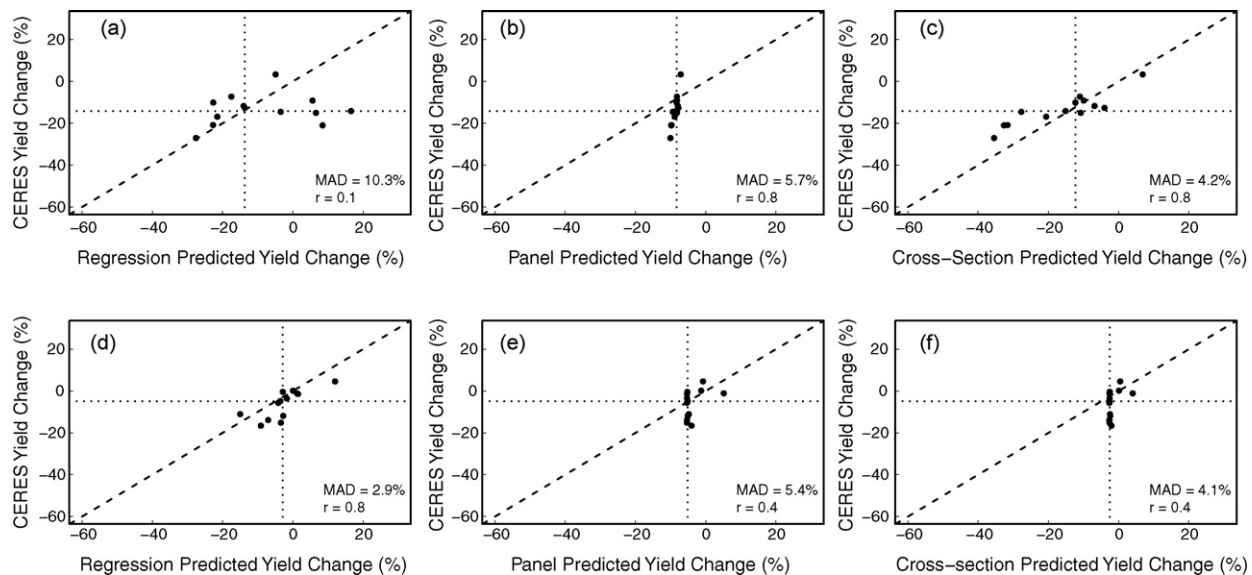 (a)
CERES Yield Change (%)
20
0
−20
−40
−60
MAD = 10.3%
r = 0.1
−60 −40 −20 0 20
Regression Predicted Yield Change (%)
(b)
CERES Yield Change (%)
20
0
−20
−40
−60
MAD = 5.7%
r = 0.8
−60 −40 −20 0 20
Panel Predicted Yield Change (%)
(c)
CERES Yield Change (%)
20
0
−20
−40
−60
MAD = 4.2%
r = 0.8
−60 −40 −20 0 20
Cross−Section Predicted Yield Change (%)
(d)
CERES Yield Change (%)
20
0
−20
−40
−60
MAD = 2.9%
r = 0.8
−60 −40 −20 0 20
Regression Predicted Yield Change (%)
(e)
CERES Yield Change (%)
20
0
−20
−40
−60
MAD = 5.4%
r = 0.4
−60 −40 −20 0 20
Panel Predicted Yield Change (%)
(f)
CERES Yield Change (%)
20
0
−20
−40
−60
MAD = 4.1%
r = 0.4
−60 −40 −20 0 20
Cross−section Predicted Yield Change (%)